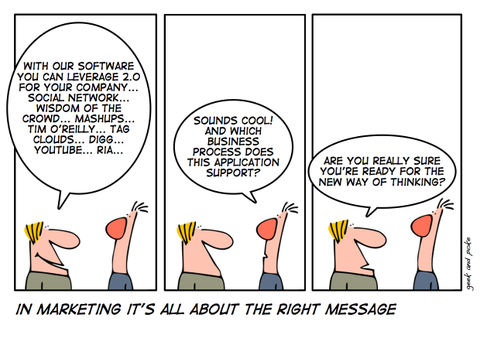 WITH OUR SOFTWARE
YOU CAN LEVERAGE 2.0
FOR YOUR COMPANY...
SOCIAL NETWORK...
WISDOM OF THE
CROWD... MASHUPS...
TIM O'REILLY... TAG
CLOUDS... DIGG...
YOUTUBE... RIA...
SOUNDS COOL!
AND WHICH
BUSINESS
PROCESS DOES
THIS APPLICATION
SUPPORT?
ARE YOU REALLY SURE
YOU'RE READY FOR THE
NEW WAY OF THINKING?
geek and poke
IN MARKETING IT'S ALL ABOUT THE RIGHT MESSAGE